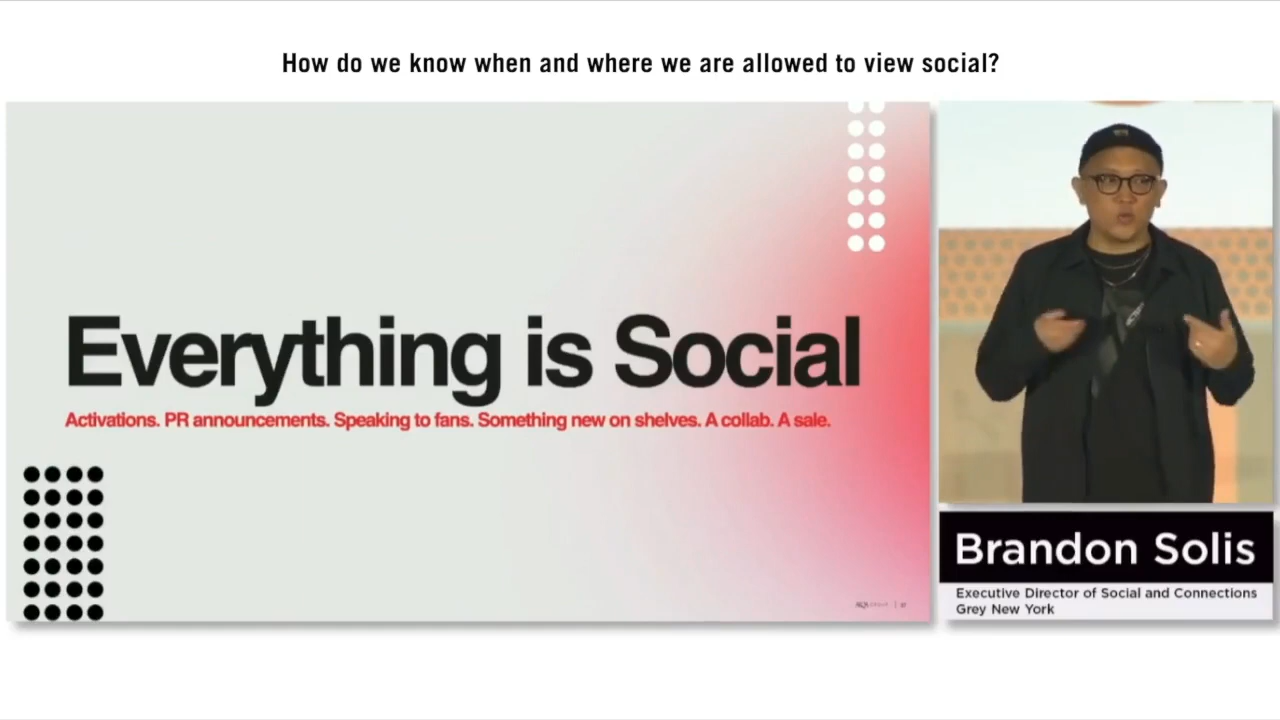 How do we know when and where we are allowed to view social?
Everything is Social
Activations. PR announcements. Speaking to fans. Something new on shelves. A collab. A sale.
Brandon Solis
Executive Director of Social and Connections
Grey New York